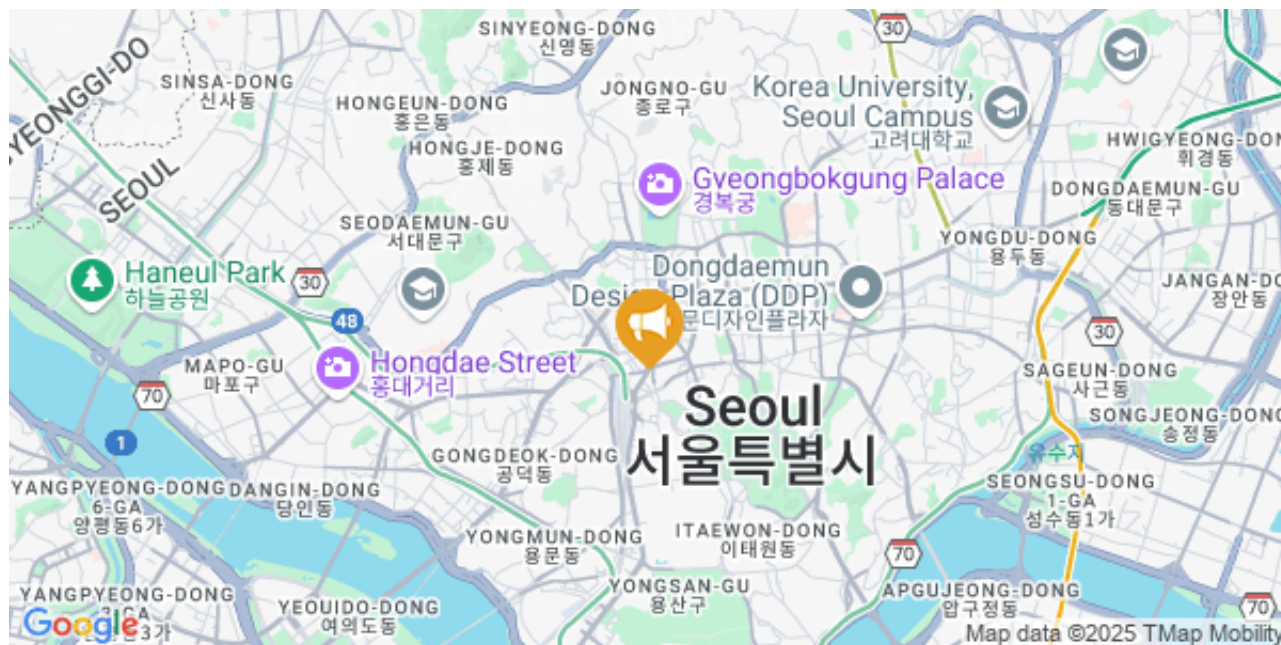 SINYEONG-DONG
신영동
30
SINSA-DONG
신사동
JONGNO-GU
종로구
Korea University,
Seoul Campus
고려대학교
HONGEUN-DONG
홍은동
YEONGGI-DO
HONGJE-DONG
홍제동
HWIGYEONG-DON
휘경동
SEOUL
Gyeongbokgung Palace
경복궁
DONGDAEMUN-GU
동대문구
SEODAEMUN-GU
서대문구
YONGDU-DONG
용두동
Haneul Park
하늘공원
30
Dongdaemun
Design Plaza (DDP)
문디자인플라자
JANGAN-DO
장안동
48
30
MAPO-GU
마포구
Hongdae Street
홍대거리
70
SAGEUN-DONG
사근동
Seoul
서울특별시
SONGJEONG-DONG
송정동
1
유수지
GONGDEOK-DONG
공덕동
YANGPYEONG-DONG
6-GA
양평동6가
DANGIN-DONG
당인동
SEONGSU-DONG
1-GA
성수동1가
YONGMUN-DONG
용문동
ITAEWON-DONG
이태원동
70
YONGSAN-GU
용산구
APGUJEONG-DONG
압구정동
YANGPYEONG-DONG
YEOUIDO-DONG
여의도동
70
Google
Map data ©2025 TMap Mobility